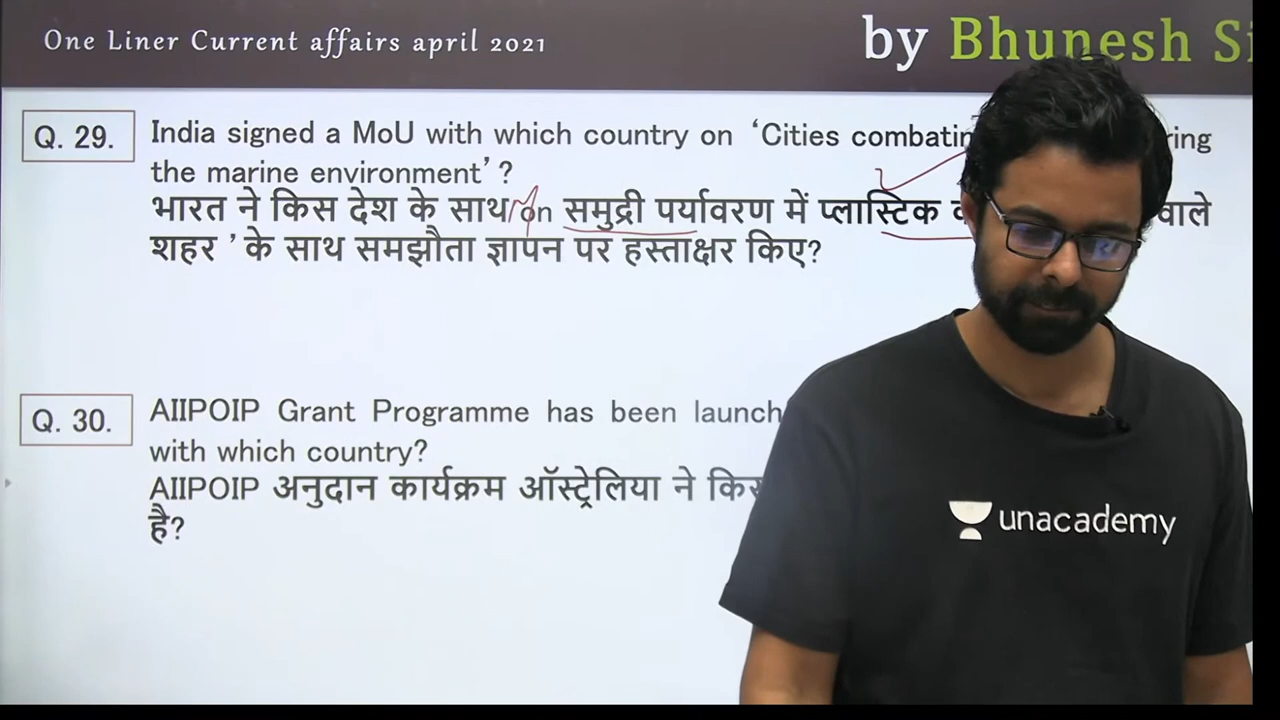 One Liner Current affairs april 2021
by Bhunesh
Q. 29. India signed a MoU with which country on ‘Cities
the marine environment’ ?
भारत ने किस देश के साथ on समुद्री पर्यावरण में प्लास्टिक वाले
शहर ’ के साथ समझौता ज्ञापन पर हस्ताक्षर किए?
Q. 30. AIIPOIP Grant Programme has been
with which country?
AIIPOIP अनुदान कार्यक्रम ऑस्ट्रेलिया ने
है?
unacademy